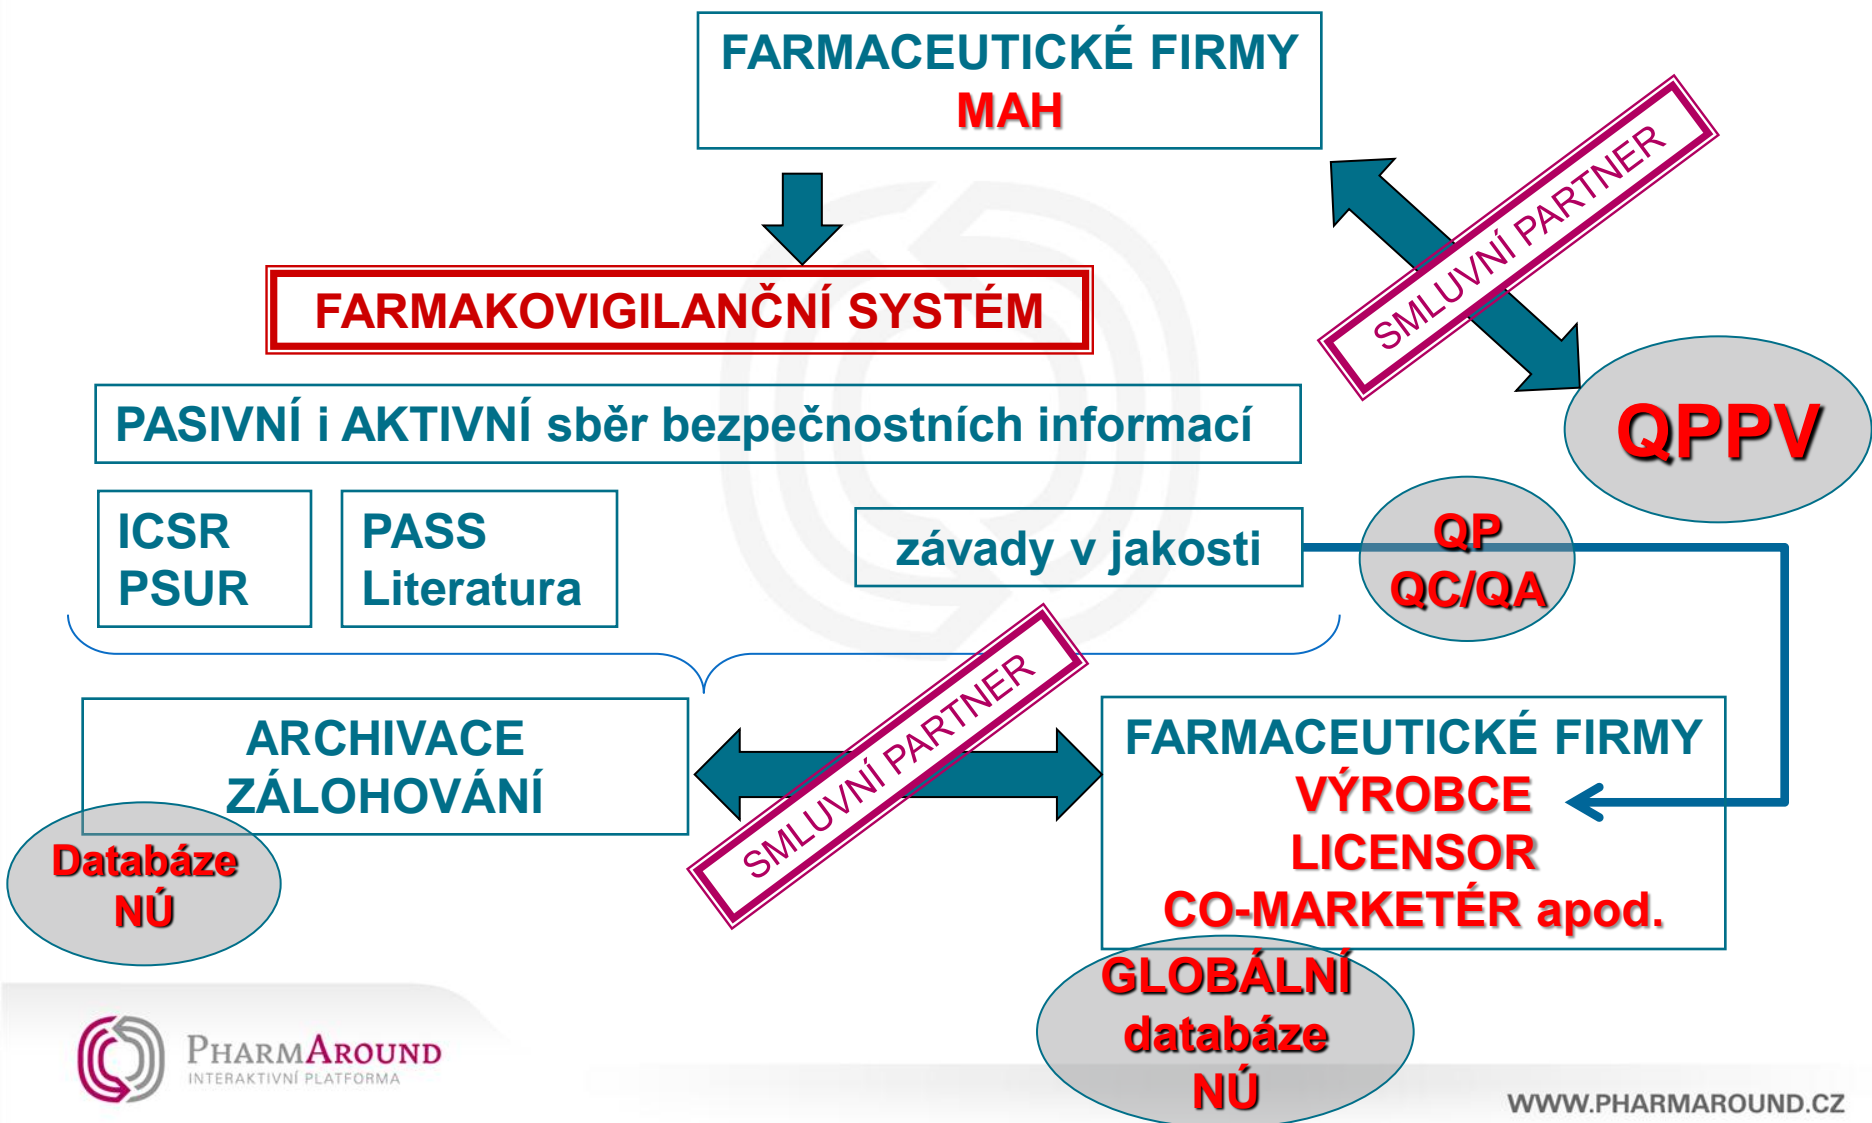 FARMACEUTICKÉ FIRMY
MAH
SMLUVNÍ PARTNER
FARMAKOVIGILANČNÍ SYSTÉM
PASIVNÍ i AKTIVNÍ sběr bezpečnostních informací
QPPV
ICSR
PSUR
PASS
Literatura
závady v jakosti
QP
QC/QA
ARCHIVACE
ZÁLOHOVÁNÍ
Databáze
NÚ
SMLUVNÍ PARTNER
FARMACEUTICKÉ FIRMY
VÝROBCE
LICENSOR
CO-MARKETÉR apod.
GLOBÁLNÍ
databáze
NÚ
PHARMAROUND
INTERAKTIVNÍ PLATFORMA
WWW.PHARMAROUND.CZ